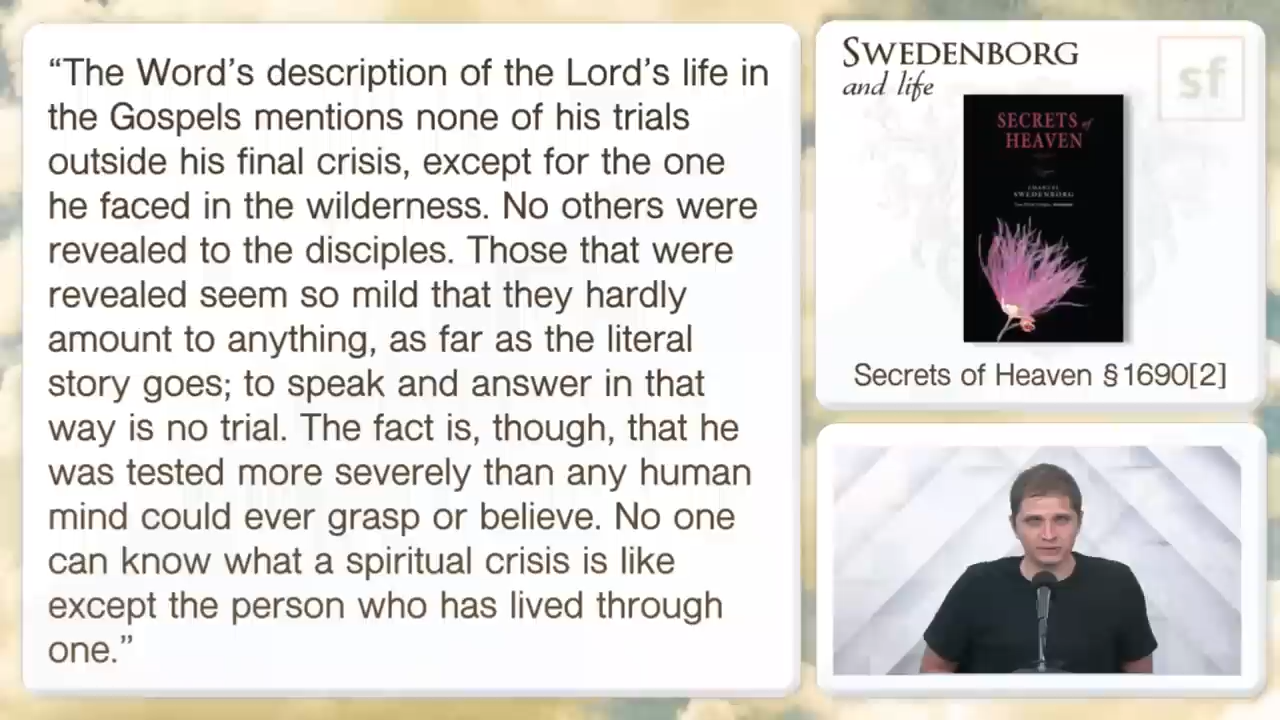 “The Word’s description of the Lord’s life in
the Gospels mentions none of his trials
outside his final crisis, except for the one
he faced in the wilderness. No others were
revealed to the disciples. Those that were
revealed seem so mild that they hardly
amount to anything, as far as the literal
story goes; to speak and answer in that
way is no trial. The fact is, though, that he
was tested more severely than any human
mind could ever grasp or believe. No one
can know what a spiritual crisis is like
except the person who has lived through
one.”
SWEDENBORG
and life
sf
SECRETS of
HEAVEN
SWEDENBORG
Secrets of Heaven §1690[2]